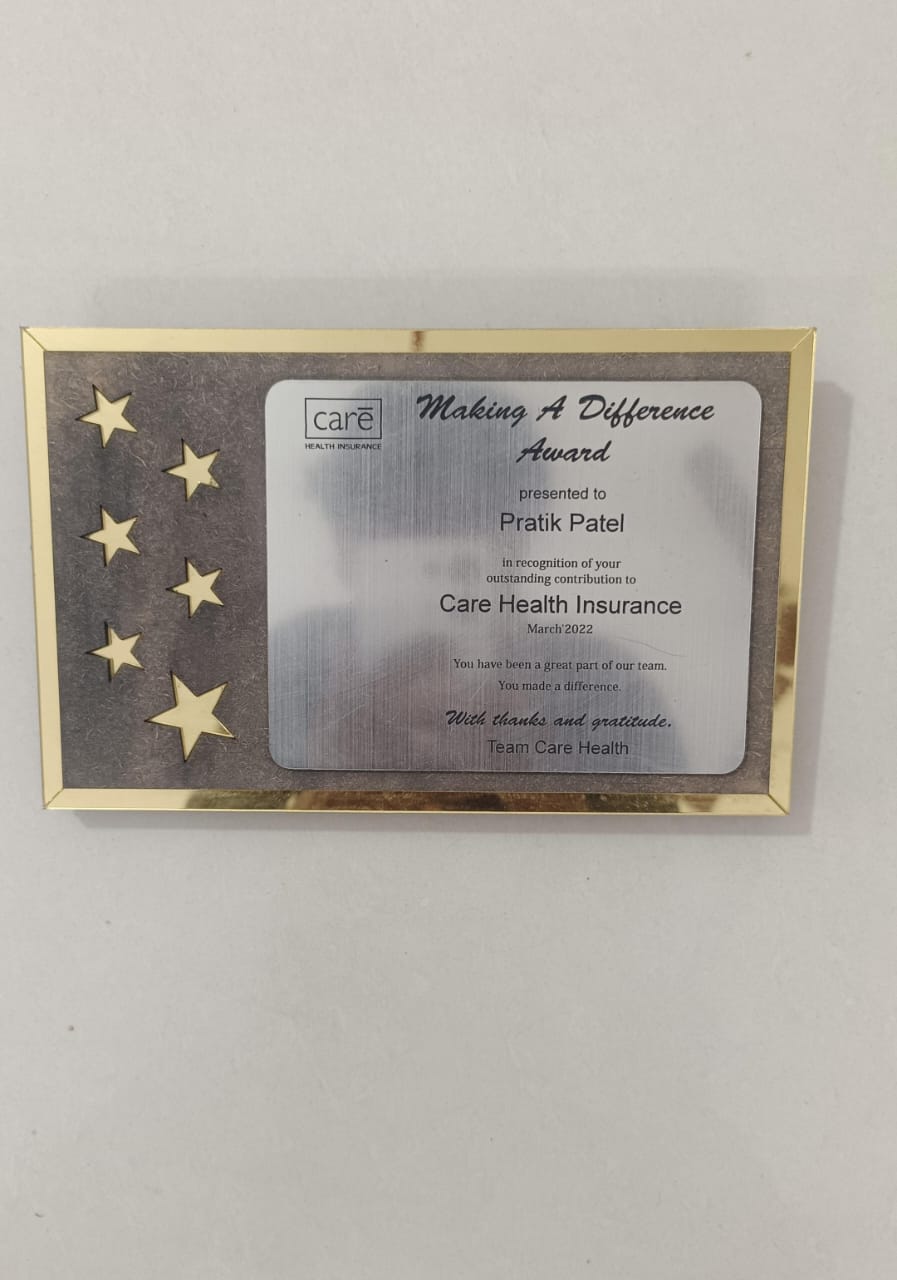 carē
HEALTH INSURANCE
Making A Difference
Award
presented to
Pratik Patel
in recognition of your
outstanding contribution to
Care Health Insurance
March'2022
You have been a great part of our team.
You made a difference.
With thanks and gratitude.
Team Care Health